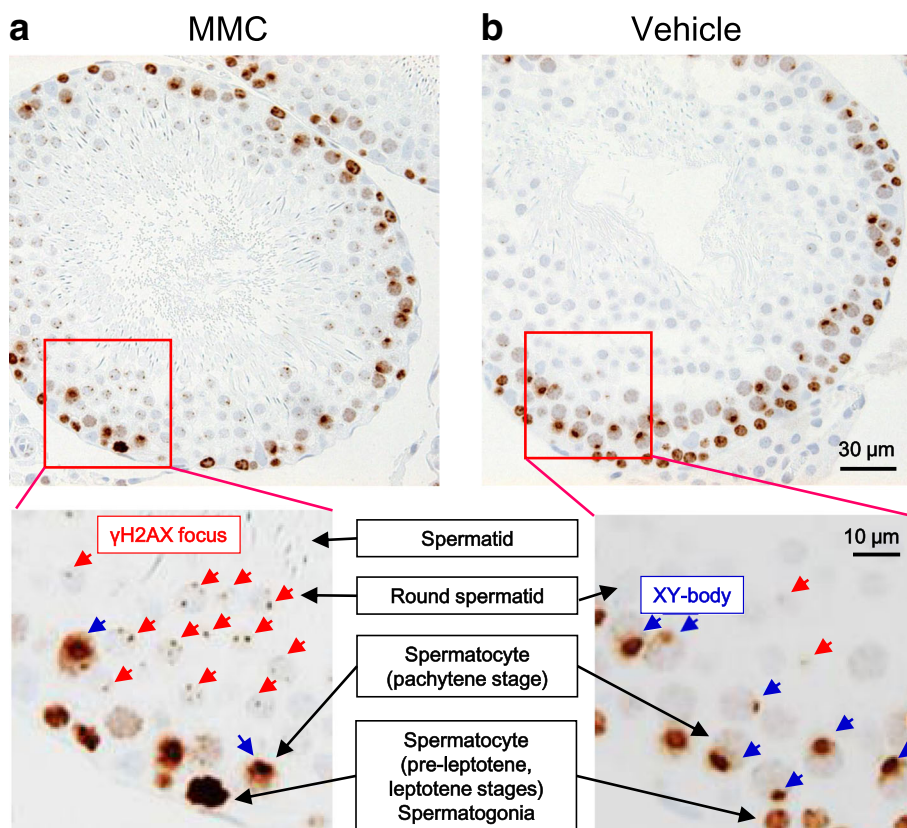 a
MMC
b
Vehicle
30 µm
γH2AX focus
Spermatid
10 µm
Round spermatid
XY-body
Spermatocyte
(pachytene stage)
Spermatocyte
(pre-leptotene,
leptotene stages)
Spermatogonia